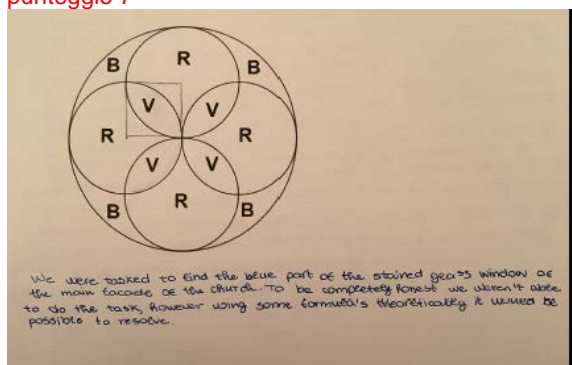 punteggio 7
R
B
B
V
V
R
R
V
V
B
R
B
We were tasked to find the blue part of the stained geass window of
the main facade of the church. To be completely honest we weren't able
to do the task, however using some formula's theoretically it would be
possible to resolve.